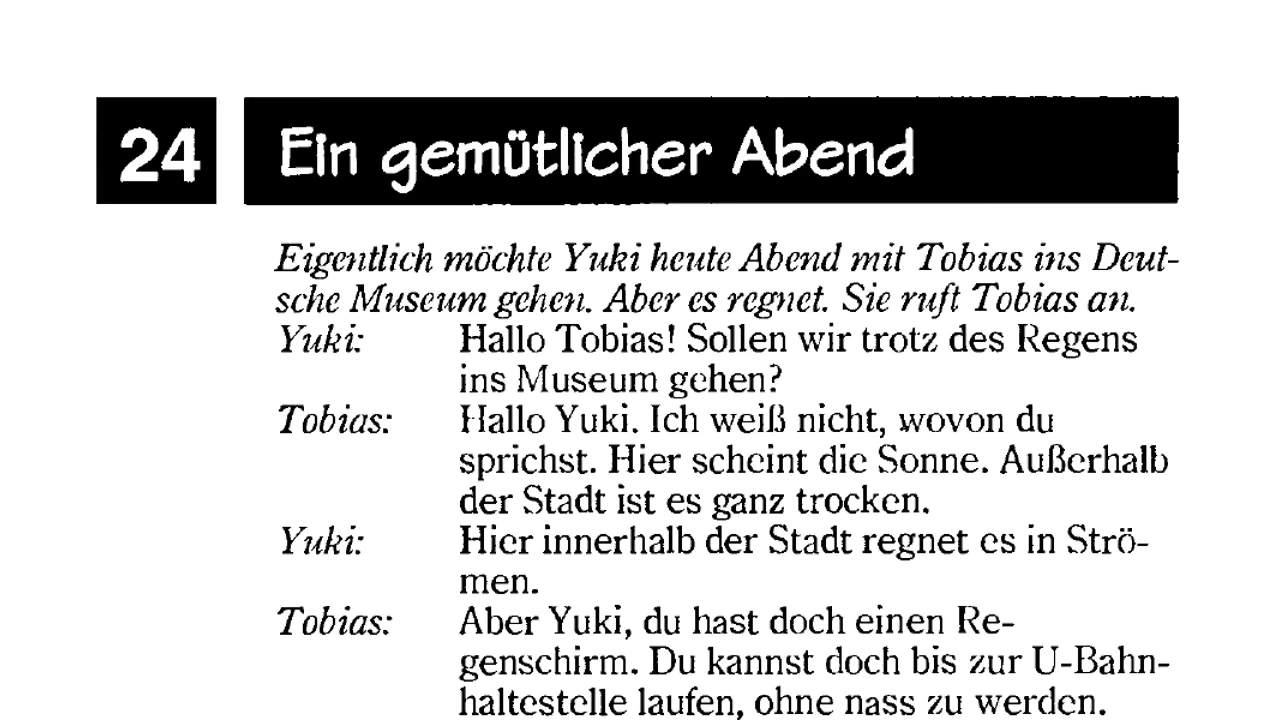 24 Ein gemütlicher Abend
Eigentlich möchte Yuki heute Abend mit Tobias ins Deut-
sche Museum gehen. Aber es regnet. Sie ruft Tobias an.
Yuki: Hallo Tobias! Sollen wir trotz des Regens
ins Museum gehen?
Tobias: Hallo Yuki. Ich weiß nicht, wovon du
sprichst. Hier scheint die Sonne. Außerhalb
der Stadt ist es ganz trocken.
Yuki: Hier innerhalb der Stadt regnet es in Strö-
men.
Tobias: Aber Yuki, du hast doch einen Re-
genschirm. Du kannst doch bis zur U-Bahn-
haltestelle laufen, ohne nass zu werden.